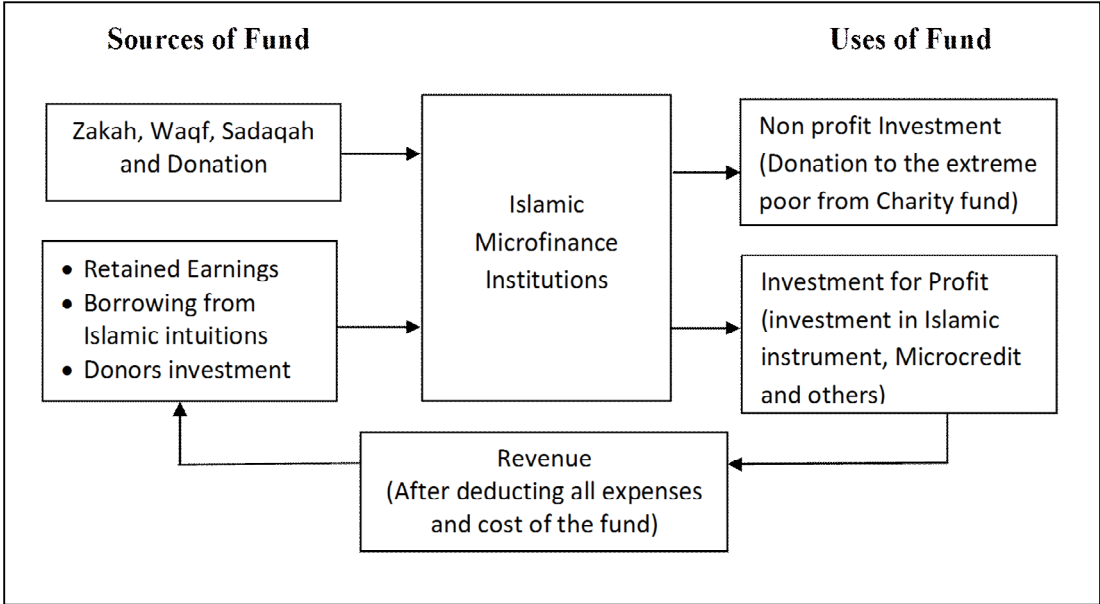 Sources of Fund
Uses of Fund
Zakah, Waqf, Sadaqah
and Donation
• Retained Earnings
• Borrowing from
Islamic intuitions
• Donors investment
Islamic
Microfinance
Institutions
Non profit Investment
(Donation to the extreme
poor from Charity fund)
Investment for Profit
(investment in Islamic
instrument, Microcredit
and others)
Revenue
(After deducting all expenses
and cost of the fund)